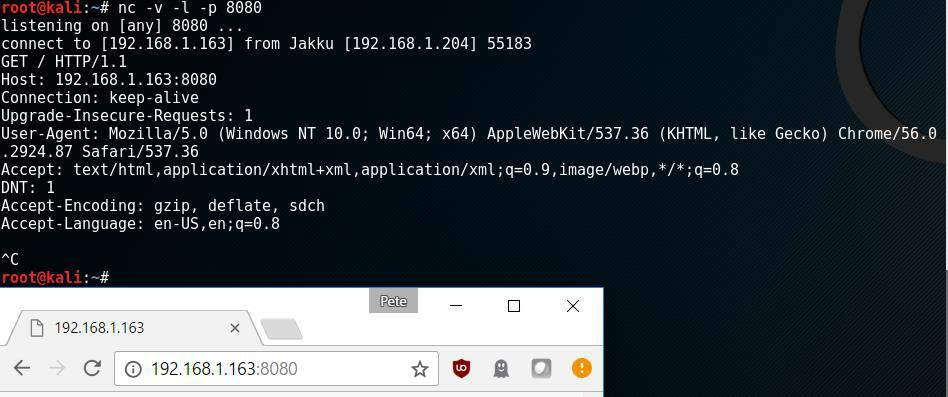 root@kali:~# nc -v -l -p 8080
listening on [any] 8080 ...
connect to [192.168.1.163] from Jakku [192.168.1.204] 55183
GET / HTTP/1.1
Host: 192.168.1.163:8080
Connection: keep-alive
Upgrade-Insecure-Requests: 1
User-Agent: Mozilla/5.0 (Windows NT 10.0; Win64; x64) AppleWebKit/537.36 (KHTML, like Gecko) Chrome/56.0
.2924.87 Safari/537.36
Accept: text/html,application/xhtml+xml,application/xml;q=0.9,image/webp,*/*;q=0.8
DNT: 1
Accept-Encoding: gzip, deflate, sdch
Accept-Language: en-US,en;q=0.8
^C
root@kali:~#
Pete
192.168.1.163
192.168.1.163:8080